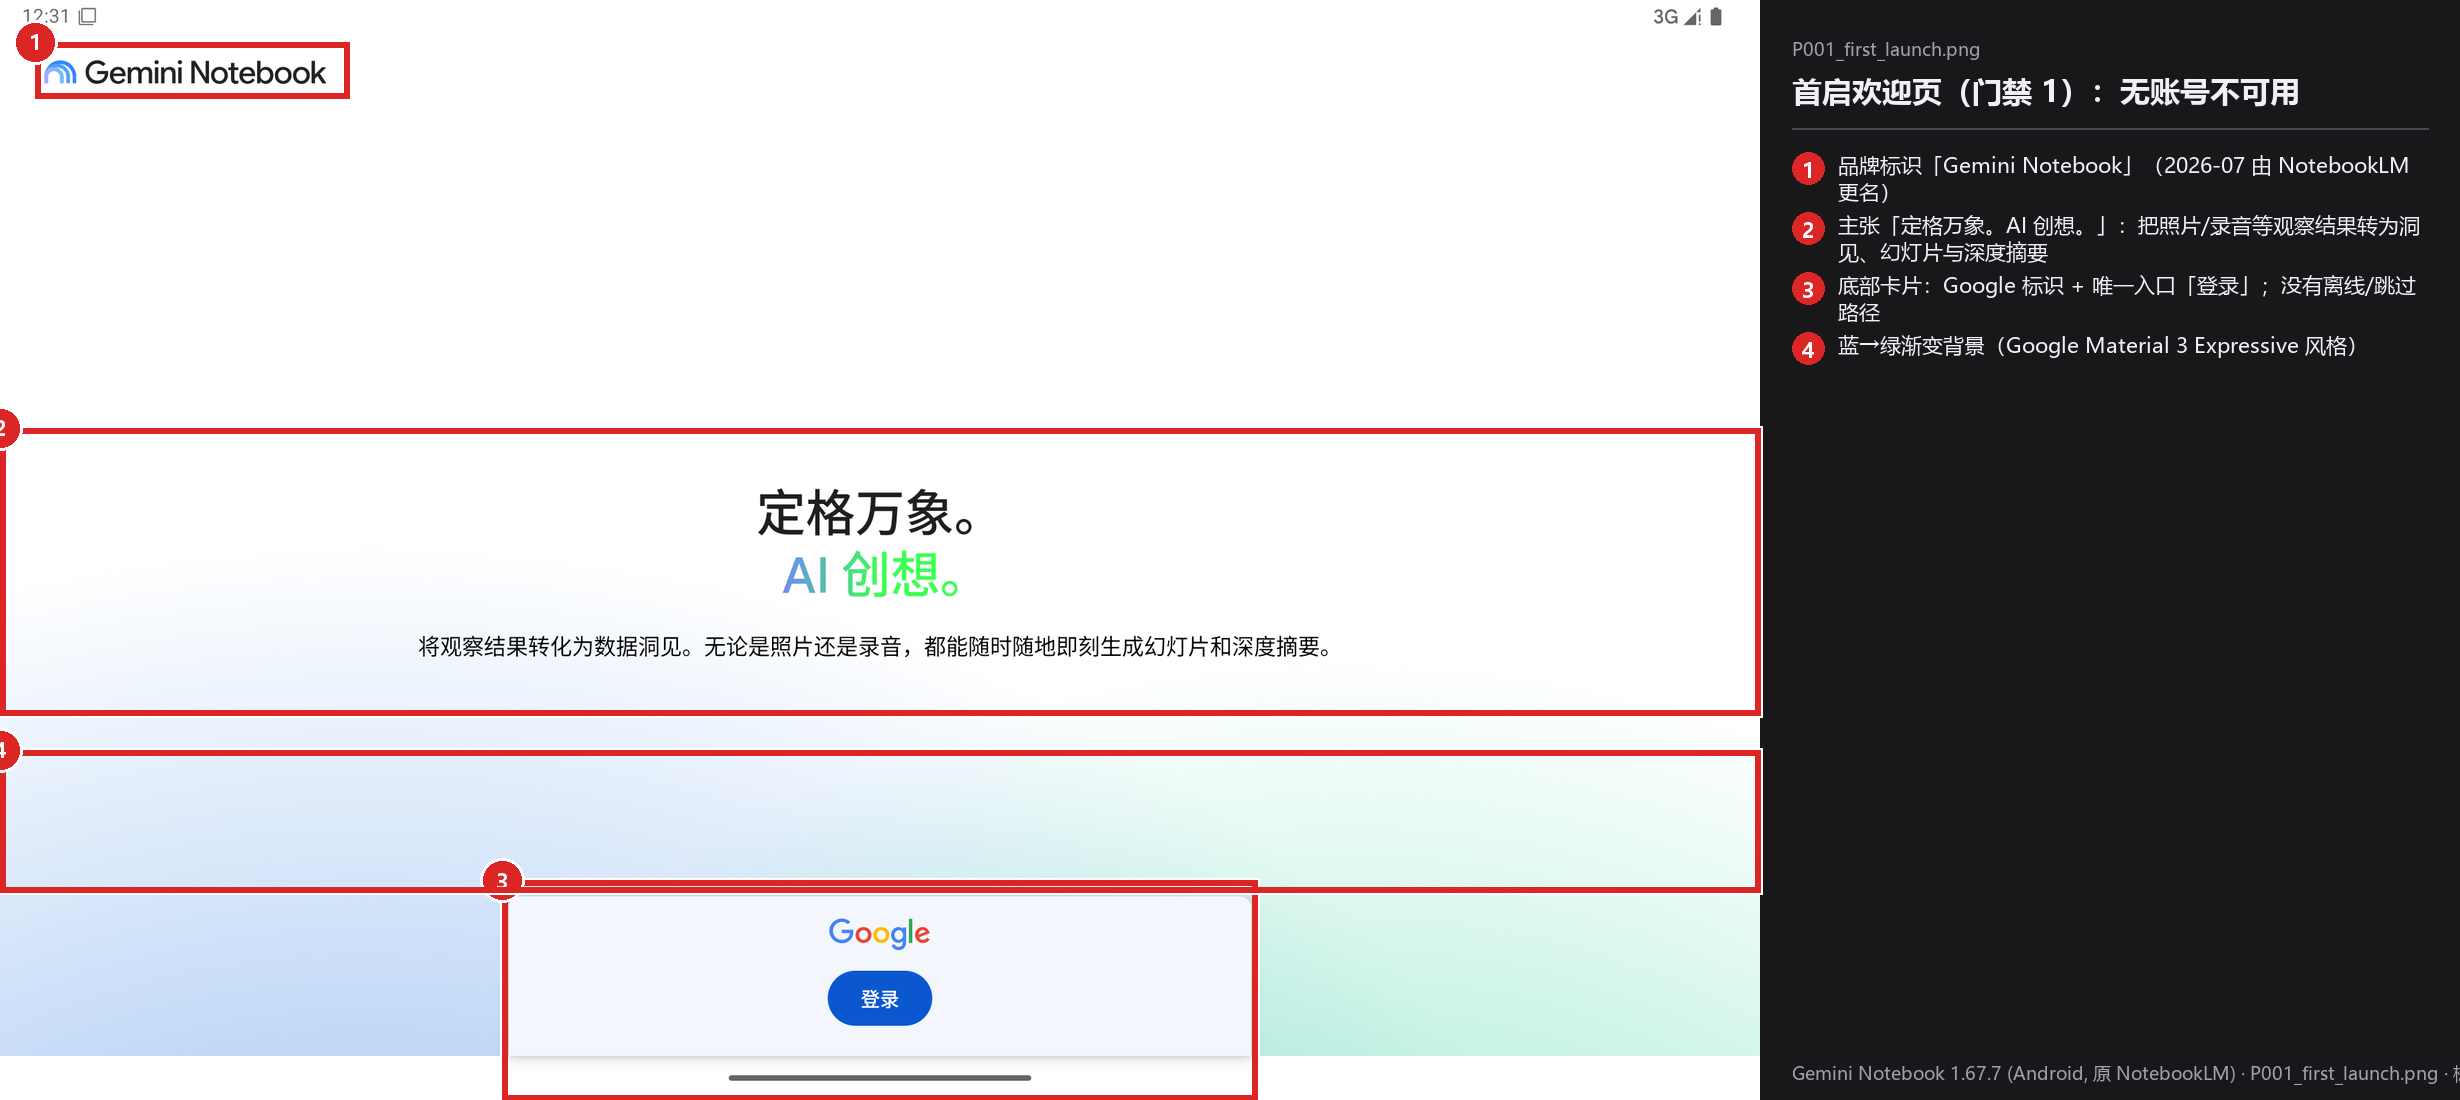 12:31
3G
1
Gemini Notebook
2
定格万象。
AI 创想。
将观察结果转化为数据洞见。无论是照片还是录音，都能随时随地即刻生成幻灯片和深度摘要。
4
3
Google
登录
P001_first_launch.png
首启欢迎页（门禁 1）：无账号不可用
1 品牌标识「Gemini Notebook」（2026-07 由 NotebookLM
更名）
2 主张「定格万象。AI 创想。」：把照片/录音等观察结果转为洞
见、幻灯片与深度摘要
3 底部卡片：Google 标识 + 唯一入口「登录」；没有离线/跳过
路径
4 蓝→绿渐变背景（Google Material 3 Expressive 风格）
Gemini Notebook 1.67.7 (Android, 原 NotebookLM) · P001_first_launch.png ·